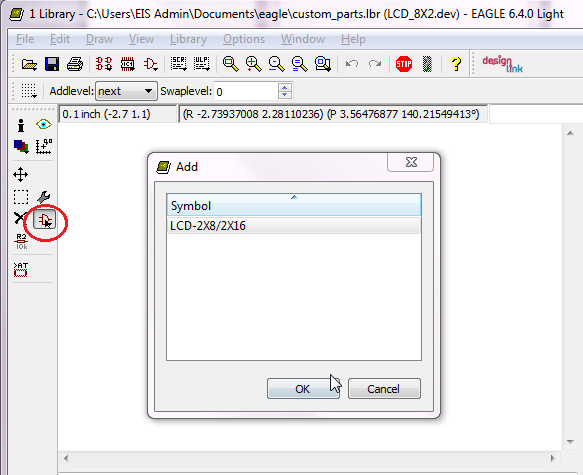 1 Library - C:\Users\EIS Admin\Documents\eagle\custom_parts.lbr (LCD_8X2.dev) - EAGLE 6.4.0 Light
File Edit Draw View Library Options Window Help
SCR ULP STOP ? design link
Addlevel: next Swaplevel: 0
0.1 inch (-2.7 1.1) (R -2.73937008 2.28110236) (P 3.56476877 140.21549413°)
Add
Symbol
LCD-2X8/2X16
R2
10k
>AT
OK Cancel